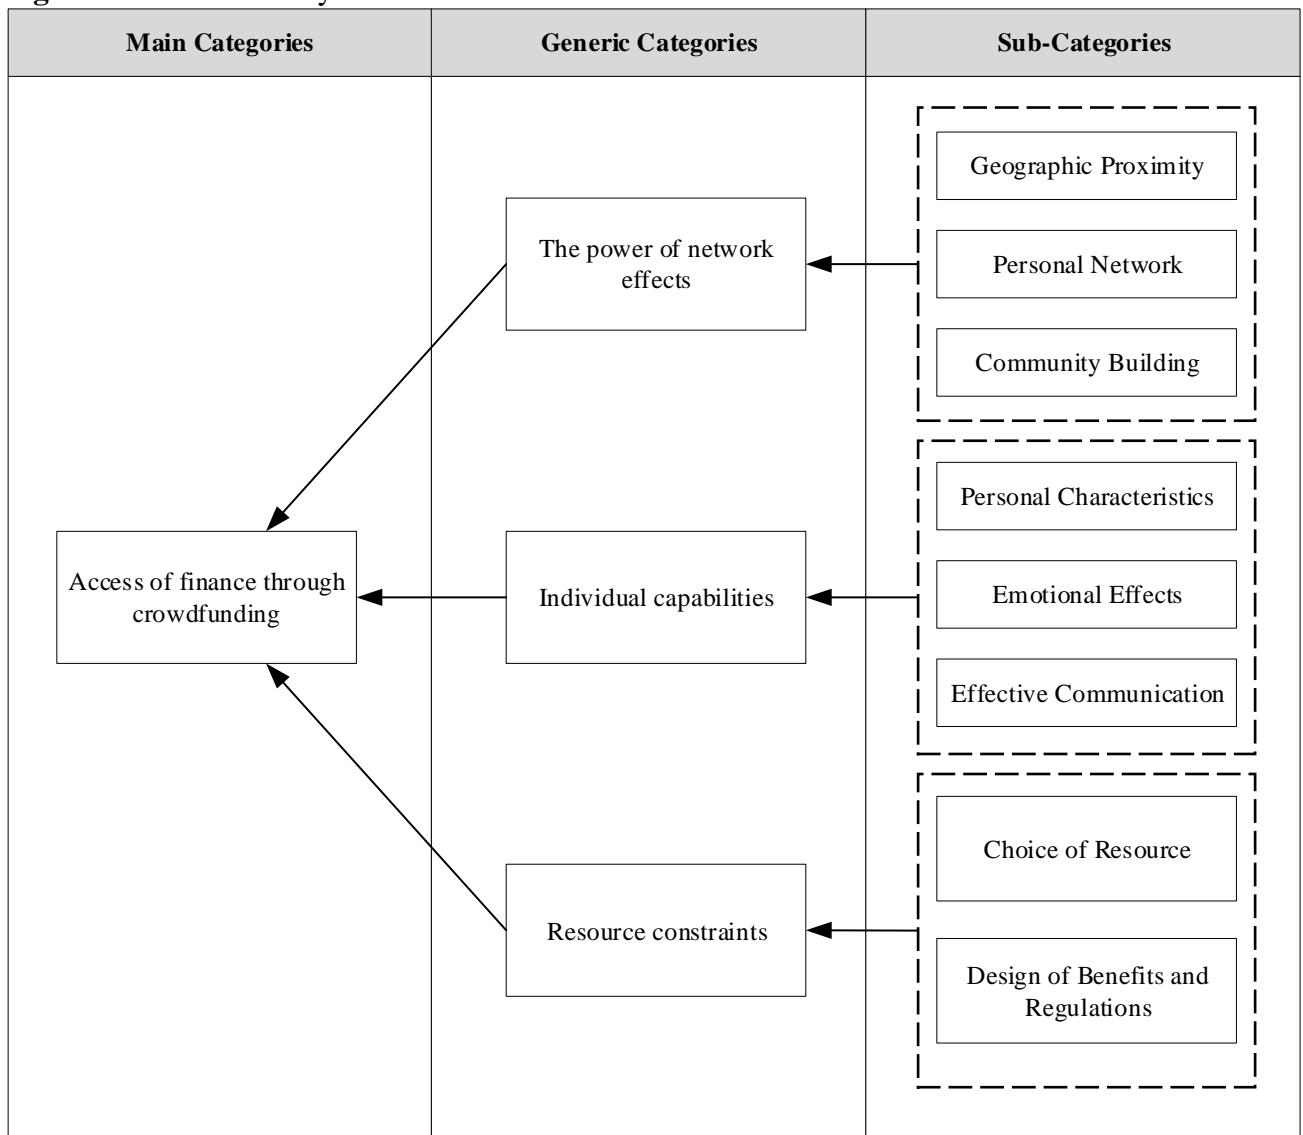 Main Categories
Generic Categories
Sub-Categories
Geographic Proximity
The power of network
effects
Personal Network
Community Building
Personal Characteristics
Access of finance through
crowdfunding
Individual capabilities
Emotional Effects
Effective Communication
Choice of Resource
Resource constraints
Design of Benefits and
Regulations